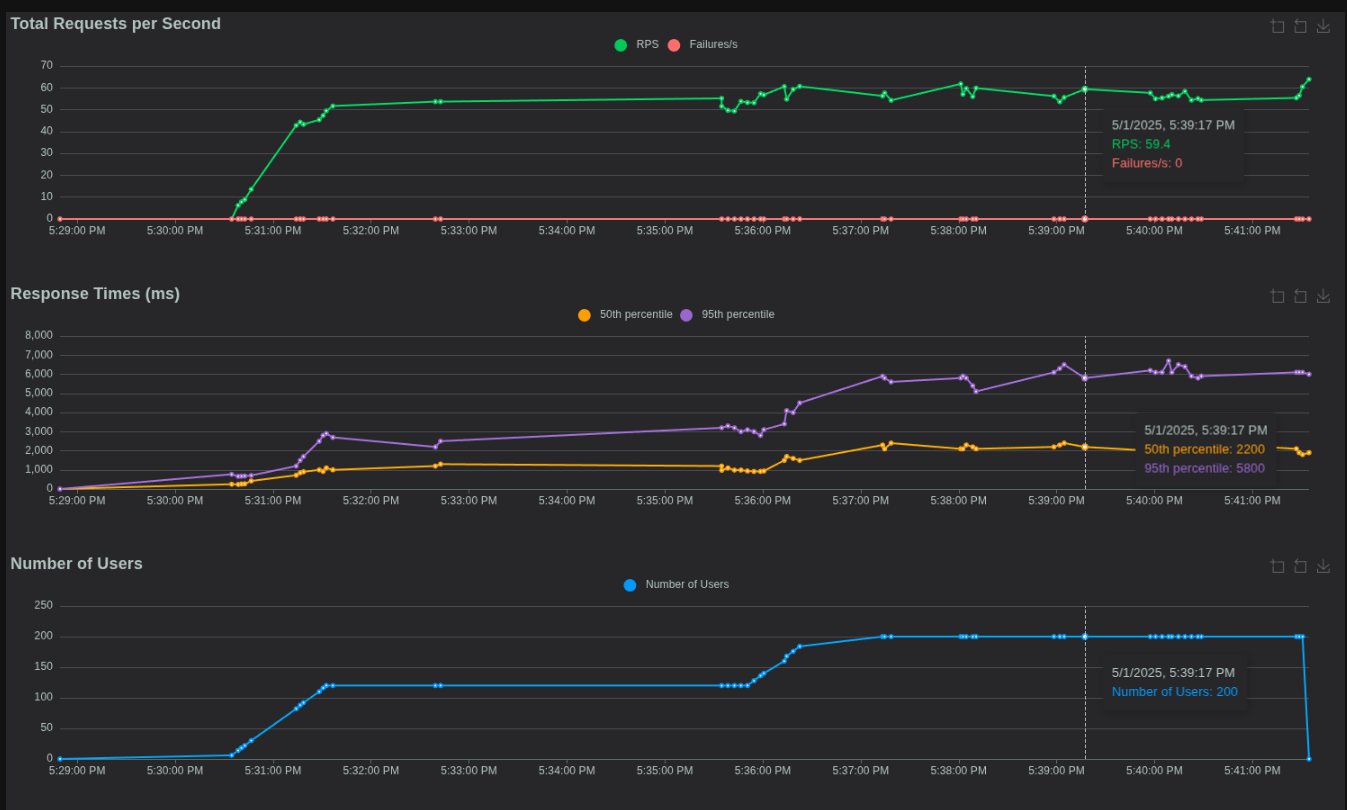 Total Requests per Second
RPS Failures/s
70
60
50
40
30
20
10
0
5/1/2025, 5:39:17 PM
RPS: 59.4
Failures/s: 0
5:29:00 PM 5:30:00 PM 5:31:00 PM 5:32:00 PM 5:33:00 PM 5:34:00 PM 5:35:00 PM 5:36:00 PM 5:37:00 PM 5:38:00 PM 5:39:00 PM 5:40:00 PM 5:41:00 PM
Response Times (ms)
50th percentile 95th percentile
8,000
7,000
6,000
5,000
4,000
3,000
2,000
1,000
0
5/1/2025, 5:39:17 PM
50th percentile: 2200
95th percentile: 5800
5:29:00 PM 5:30:00 PM 5:31:00 PM 5:32:00 PM 5:33:00 PM 5:34:00 PM 5:35:00 PM 5:36:00 PM 5:37:00 PM 5:38:00 PM 5:39:00 PM 5:40:00 PM 5:41:00 PM
Number of Users
Number of Users
250
200
150
100
50
0
5/1/2025, 5:39:17 PM
Number of Users: 200
5:29:00 PM 5:30:00 PM 5:31:00 PM 5:32:00 PM 5:33:00 PM 5:34:00 PM 5:35:00 PM 5:36:00 PM 5:37:00 PM 5:38:00 PM 5:39:00 PM 5:40:00 PM 5:41:00 PM